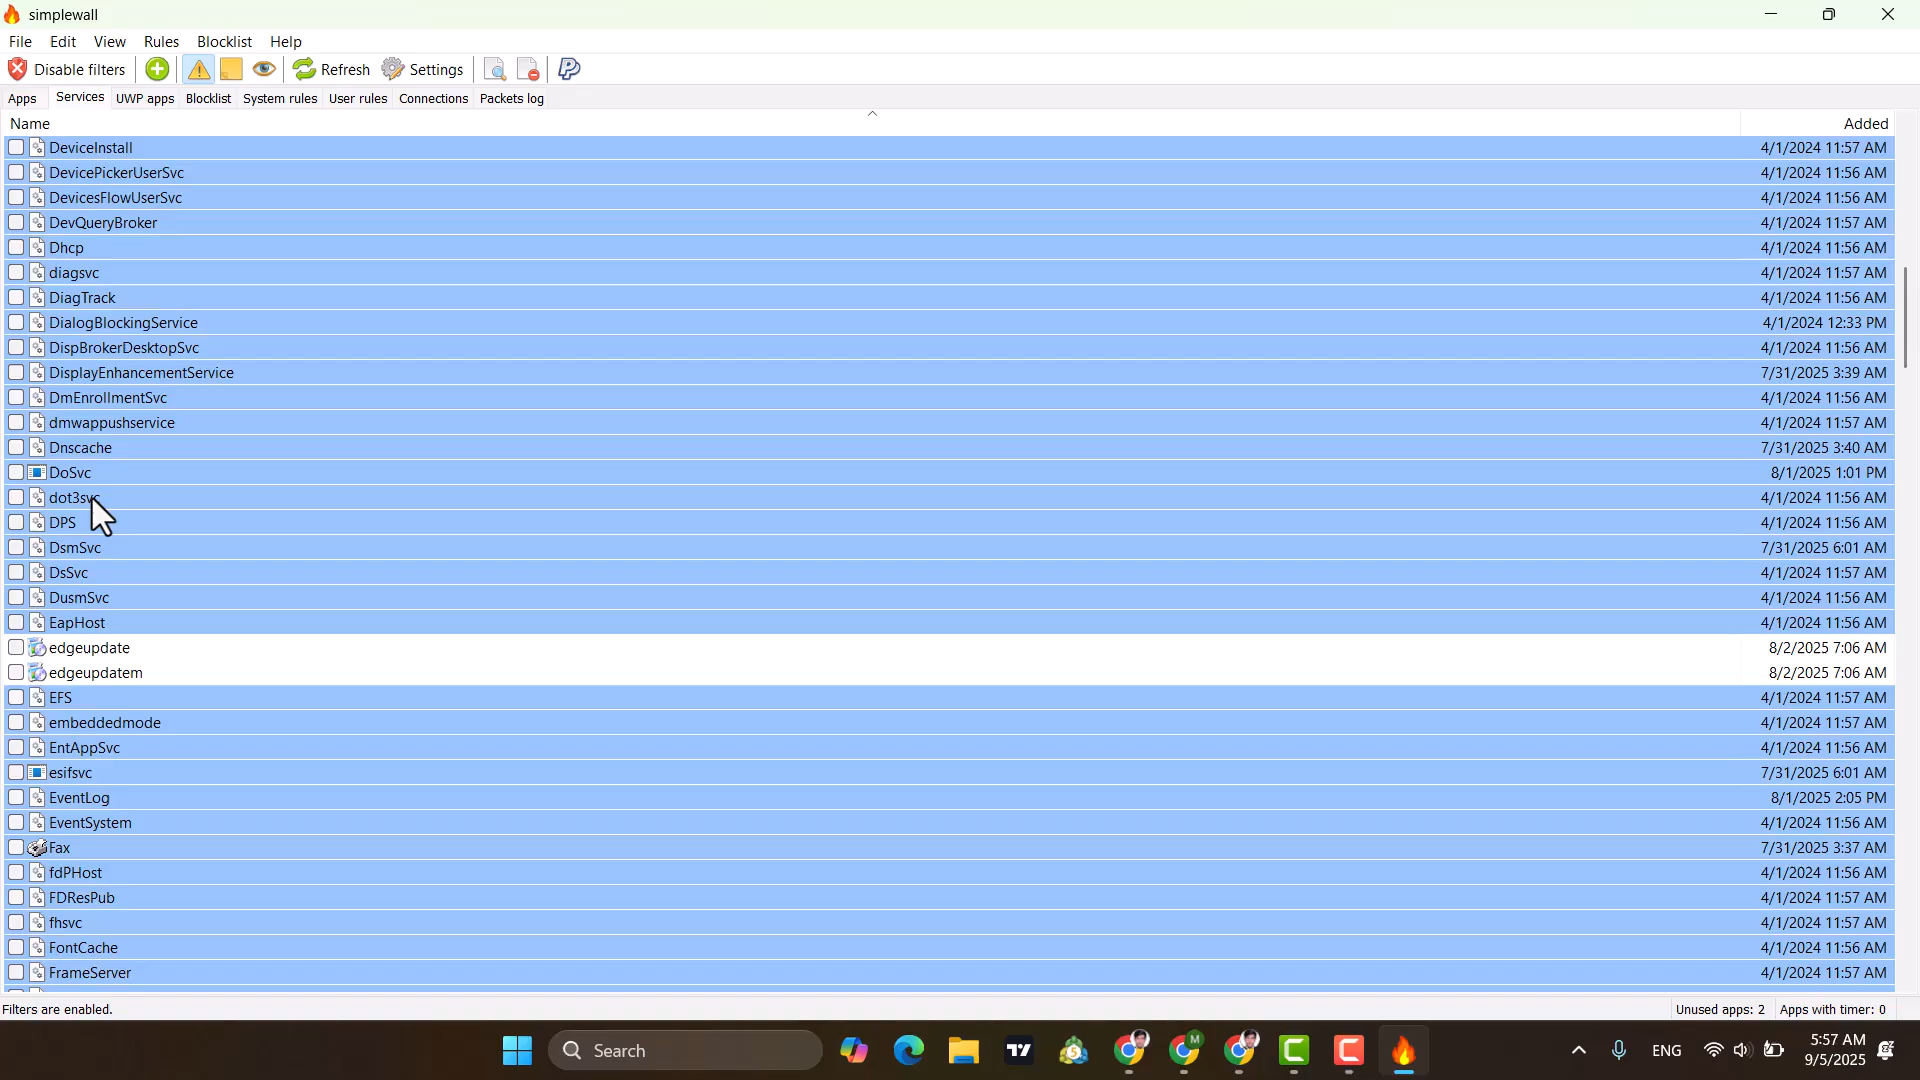 simplewall
File Edit View Rules Blocklist Help
Disable filters Refresh Settings
Apps Services UWP apps Blocklist System rules User rules Connections Packets log
Name Added
DeviceInstall 4/1/2024 11:57 AM
DevicePickerUserSvc 4/1/2024 11:56 AM
DevicesFlowUserSvc 4/1/2024 11:56 AM
DevQueryBroker 4/1/2024 11:57 AM
Dhcp 4/1/2024 11:56 AM
diagsvc 4/1/2024 11:57 AM
DiagTrack 4/1/2024 11:56 AM
DialogBlockingService 4/1/2024 12:33 PM
DispBrokerDesktopSvc 4/1/2024 11:56 AM
DisplayEnhancementService 7/31/2025 3:39 AM
DmEnrollmentSvc 4/1/2024 11:56 AM
dmwappushservice 4/1/2024 11:57 AM
Dnscache 7/31/2025 3:40 AM
DoSvc 8/1/2025 1:01 PM
dot3svc 4/1/2024 11:56 AM
DPS 4/1/2024 11:56 AM
DsmSvc 7/31/2025 6:01 AM
DsSvc 4/1/2024 11:57 AM
DusmSvc 4/1/2024 11:56 AM
EapHost 4/1/2024 11:56 AM
edgeupdate 8/2/2025 7:06 AM
edgeupdatem 8/2/2025 7:06 AM
EFS 4/1/2024 11:57 AM
embeddedmode 4/1/2024 11:57 AM
EntAppSvc 4/1/2024 11:56 AM
esifsvc 7/31/2025 6:01 AM
EventLog 8/1/2025 2:05 PM
EventSystem 4/1/2024 11:56 AM
Fax 7/31/2025 3:37 AM
fdPHost 4/1/2024 11:56 AM
FDResPub 4/1/2024 11:57 AM
fhsvc 4/1/2024 11:57 AM
FontCache 4/1/2024 11:56 AM
FrameServer 4/1/2024 11:57 AM
Filters are enabled. Unused apps: 2 Apps with timer: 0
Search M ENG 5:57 AM
9/5/2025